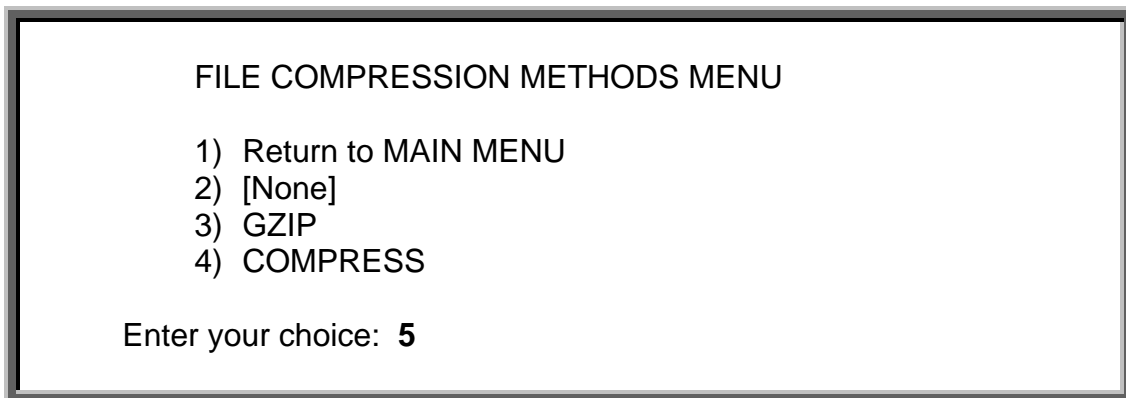 FILE COMPRESSION METHODS MENU
1) Return to MAIN MENU
2) [None]
3) GZIP
4) COMPRESS
Enter your choice: 5